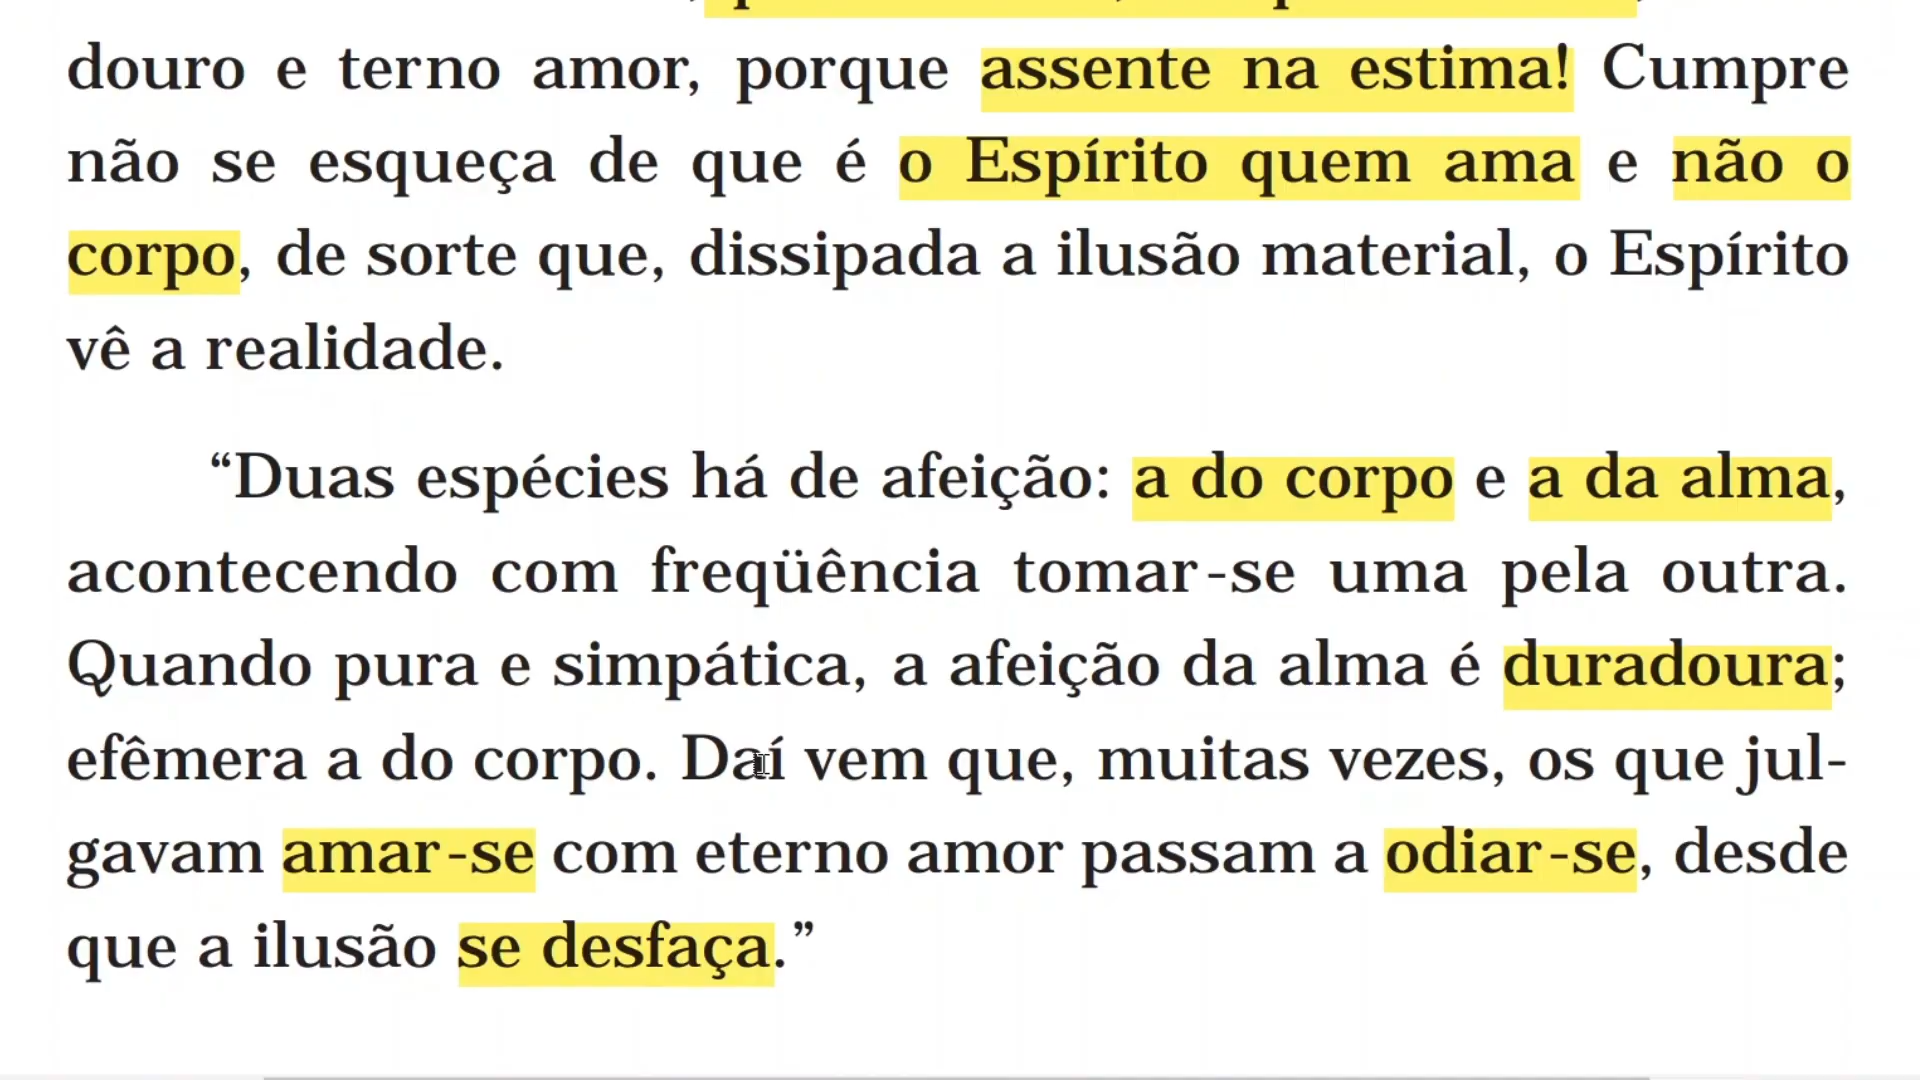 douro e terno amor, porque assente na estima! Cumpre
não se esqueça de que é o Espírito quem ama e não o
corpo, de sorte que, dissipada a ilusão material, o Espírito
vê a realidade.
“Duas espécies há de afeição: a do corpo e a da alma,
acontecendo com freqüência tomar-se uma pela outra.
Quando pura e simpática, a afeição da alma é duradoura;
efêmera a do corpo. Daí vem que, muitas vezes, os que jul-
gavam amar-se com eterno amor passam a odiar-se, desde
que a ilusão se desfaça.”